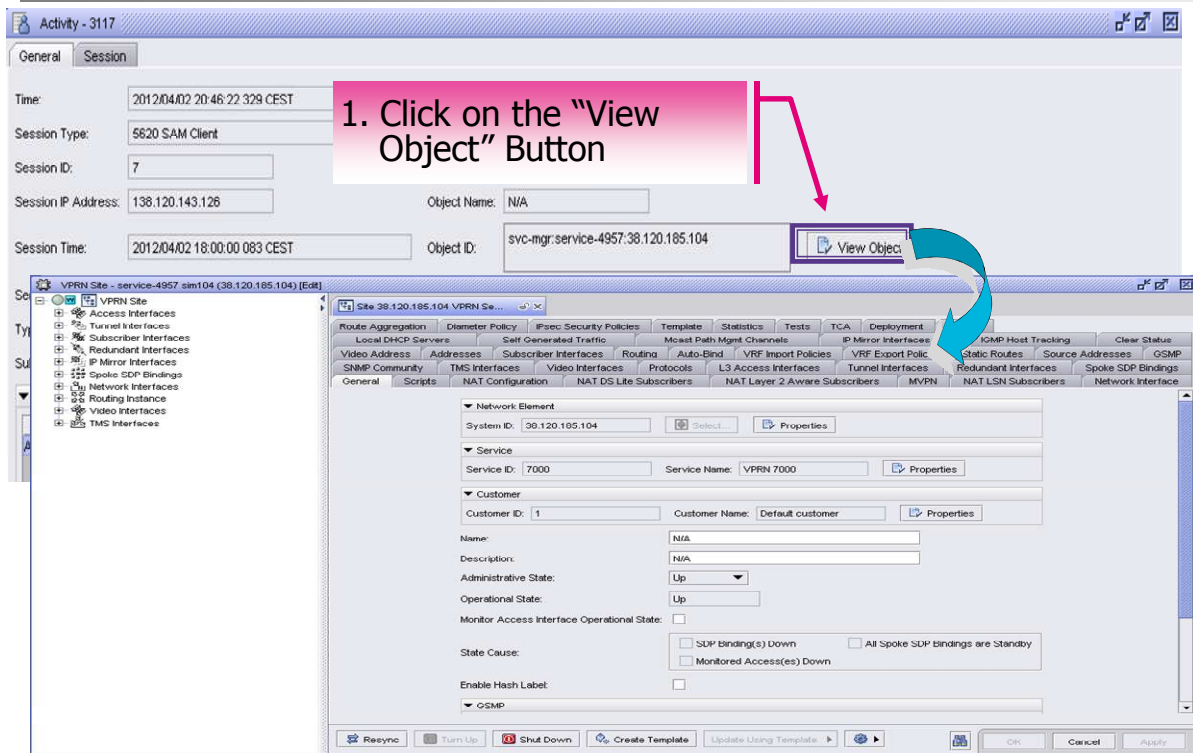 Activity - 3117
General Session
Time: 2012/04/02 20:46:22 329 CEST
1. Click on the “View
Object” Button
Session Type: 5620 SAM Client
Session ID: 7
Session IP Address: 138.120.143.126 Object Name: N/A
Session Time: 2012/04/02 18:00:00 083 CEST Object ID: svc-mgr:service-4957:38.120.185.104 View Objec
VPRN Site - service-4957 sim104 (38.120.185.104) [Edit]
VPRN Site
Access Interfaces
Tunnel Interfaces
Subscriber Interfaces
Redundant Interfaces
IP Mirror Interfaces
Spoke SDP Bindings
Network Interfaces
Routing Instance
Video Interfaces
TMS Interfaces
Site 38.120.185.104 VPRN Se...
Route Aggregation Diameter Policy IPsec Security Policies Template Statistics Tests TCA Deployment
Local DHCP Servers Self Generated Traffic Mcast Path Mgmt Channels IP Mirror Interfaces IGMP Host Tracking Clear Status
Video Address Addresses Subscriber Interfaces Routing Auto-Bind VRF Import Policies VRF Export Polic Static Routes Source Addresses GSMP
SNMP Community TMS Interfaces Video Interfaces Protocols L3 Access Interfaces Tunnel Interfaces Redundant Interfaces Spoke SDP Bindings
General Scripts NAT Configuration NAT DS Lite Subscribers NAT Layer 2 Aware Subscribers MVPN NAT LSN Subscribers Network Interface
Network Element
System ID: 38.120.185.104 Select... Properties
Service
Service ID: 7000 Service Name: VPRN 7000 Properties
Customer
Customer ID: 1 Customer Name: Default customer Properties
Name: N/A
Description: N/A
Administrative State: Up
Operational State: Up
Monitor Access Interface Operational State:
State Cause: SDP Binding(s) Down All Spoke SDP Bindings are Standby
Monitored Access(es) Down
Enable Hash Label:
GSMP
Resync Turn Up Shut Down Create Template Update Using Template OK Cancel Apply